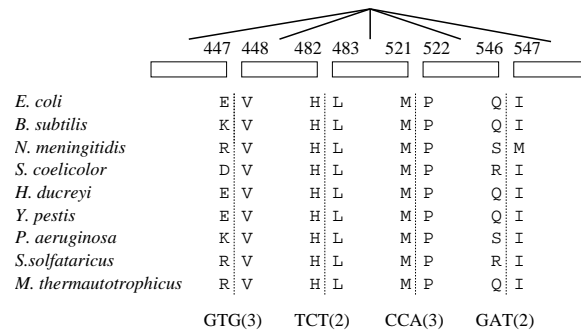 447 448 482 483 521 522 546 547
E. coli E V H L M P Q I
B. subtilis K V H L M P Q I
N. meningitidis R V H L M P S M
S. coelicolor D V H L M P R I
H. ducreyi E V H L M P Q I
Y. pestis E V H L M P Q I
P. aeruginosa K V H L M P S I
S.solfataricus R V H L M P R I
M. thermautotrophicus R V H L M P Q I
GTG(3) TCT(2) CCA(3) GAT(2)